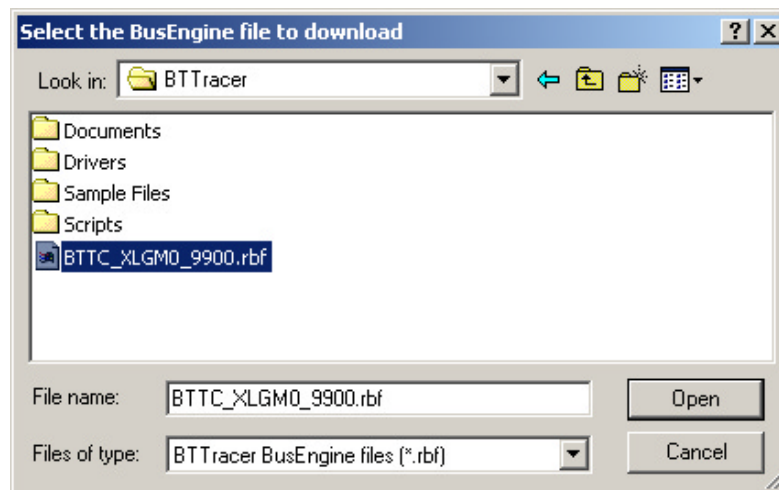 Select the BusEngine file to download
Look in: BTTracer
Documents
Drivers
Sample Files
Scripts
BTTC_XLGM0_9900.rbf
File name: BTTC_XLGM0_9900.rbf Open
Files of type: BTTracer BusEngine files (*.rbf) Cancel